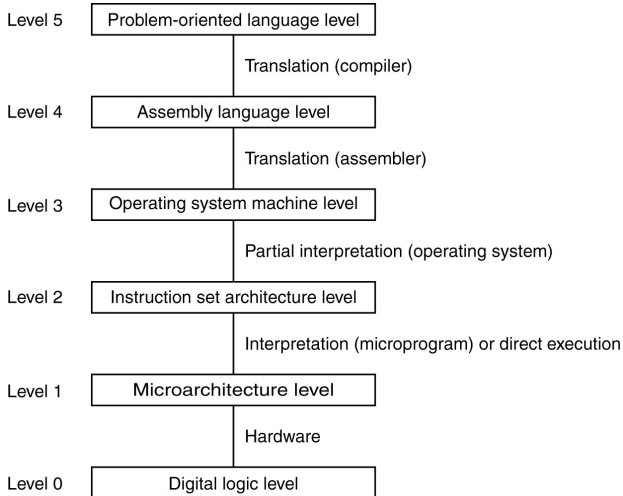 Level 5 Problem-oriented language level
Translation (compiler)
Level 4 Assembly language level
Translation (assembler)
Level 3 Operating system machine level
Partial interpretation (operating system)
Level 2 Instruction set architecture level
Interpretation (microprogram) or direct execution
Level 1 Microarchitecture level
Hardware
Level 0 Digital logic level